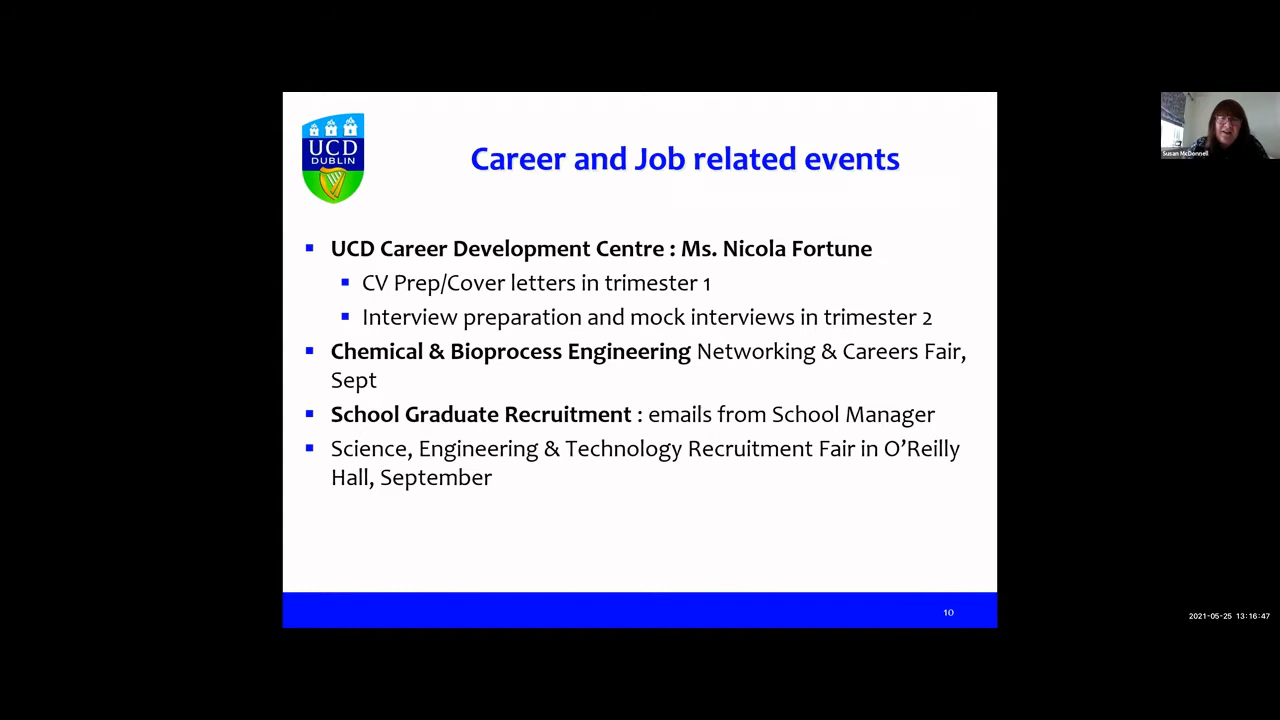 UCD
DUBLIN
Career and Job related events
UCD Career Development Centre : Ms. Nicola Fortune
CV Prep/Cover letters in trimester 1
Interview preparation and mock interviews in trimester 2
Chemical & Bioprocess Engineering Networking & Careers Fair,
Sept
School Graduate Recruitment : emails from School Manager
Science, Engineering & Technology Recruitment Fair in O’Reilly
Hall, September
10
Susan McDonnell
2021-05-25 13:16:47